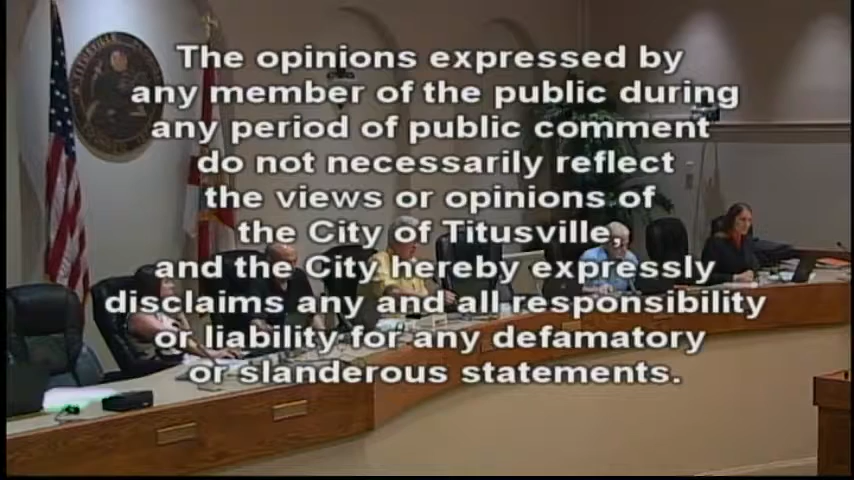 The opinions expressed by
any member of the public during
any period of public comment
do not necessarily reflect
the views or opinions of
the City of Titusville,
and the City hereby expressly
disclaims any and all responsibility
or liability for any defamatory
or slanderous statements.